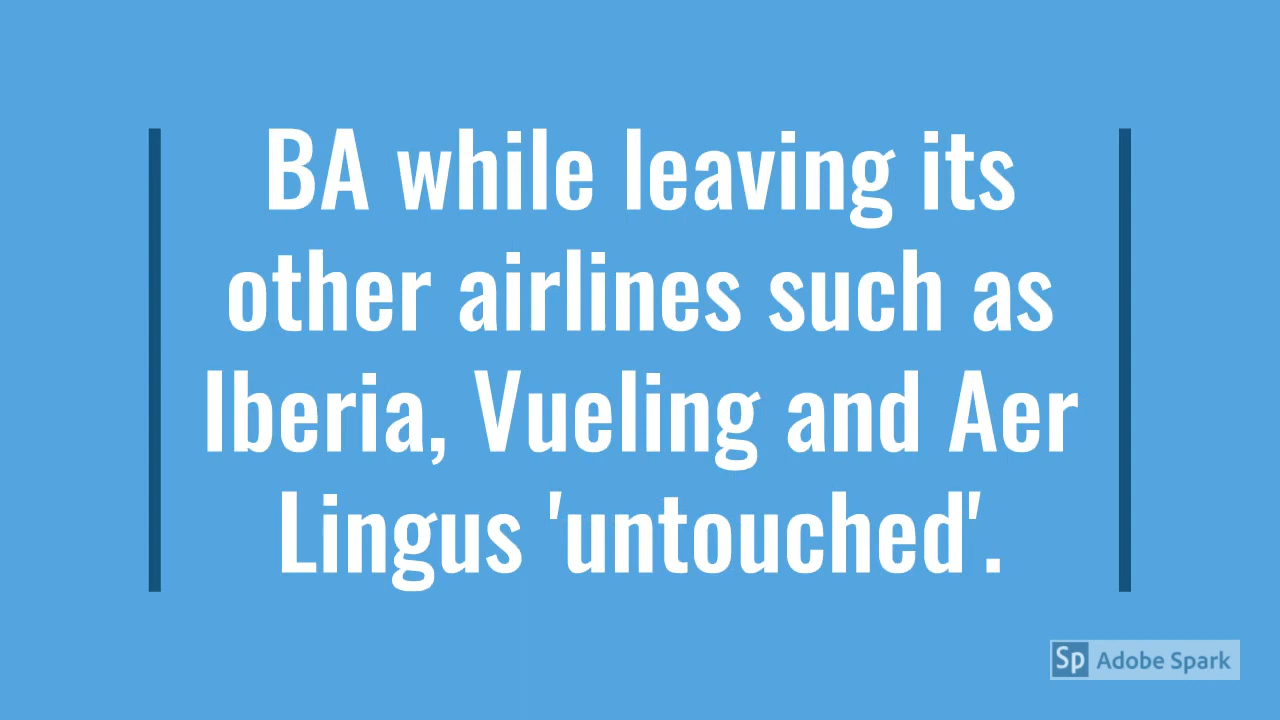 BA while leaving its
other airlines such as
Iberia, Vueling and Aer
Lingus 'untouched'.
Sp Adobe Spark